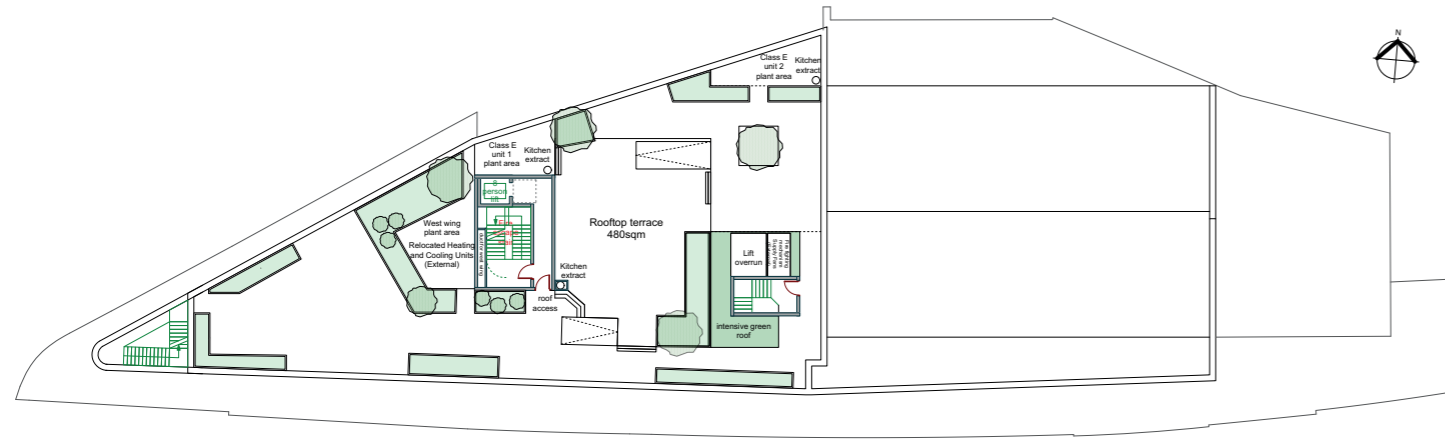 N
Class E
unit 2
plant area
Kitchen
extract
Class E
unit 1
plant area
Kitchen
extract
8
person
lift
West wing
plant area
Relocated Heating
and Cooling Units
(External)
Rooftop terrace
480sqm
Kitchen
extract
roof
access
Lift
overrun
intensive green
roof